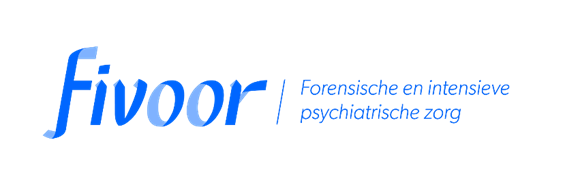 fivoor
Forensische en intensieve
psychiatrische zorg